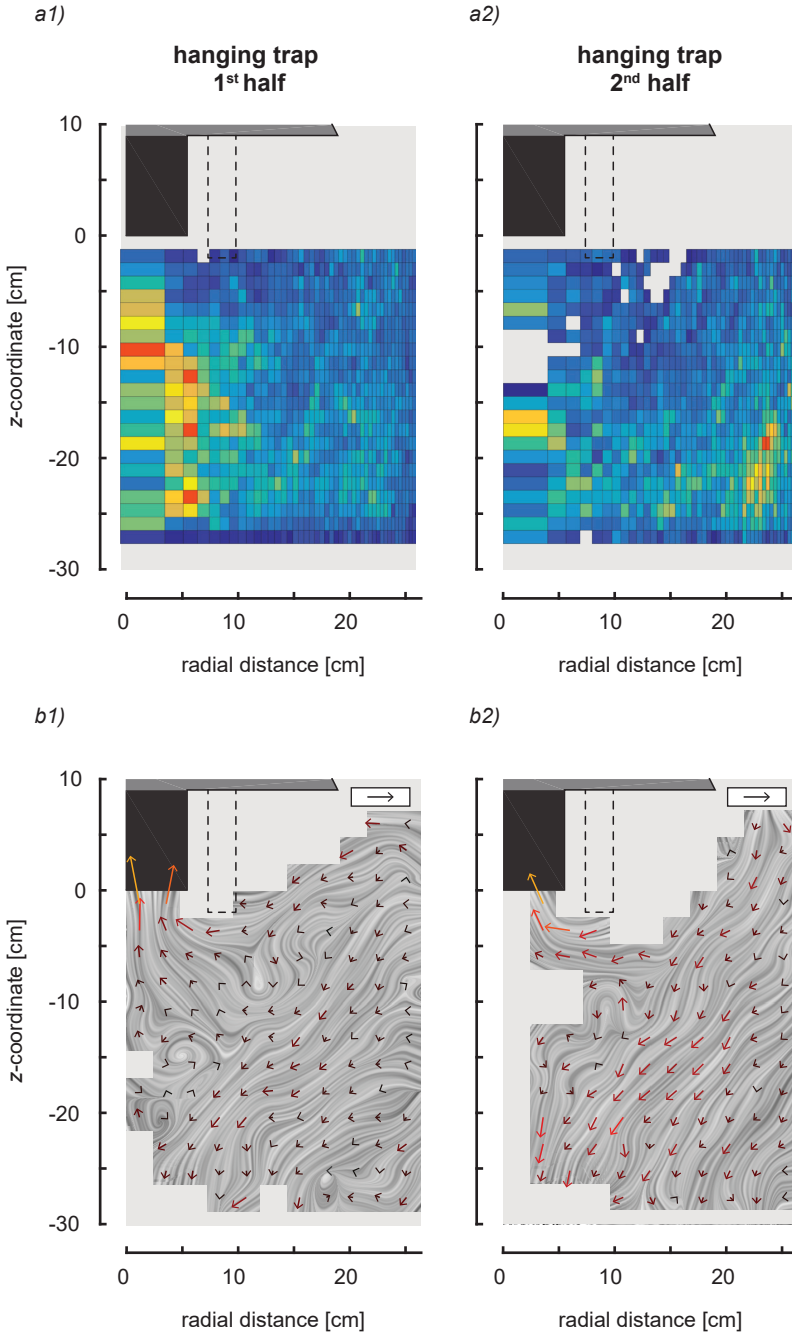 a1)
a2)
hanging trap
1st half
hanging trap
2nd half
10
0
-10
-20
-30
z-coordinate [cm]
0
10
20
radial distance [cm]
0
10
20
radial distance [cm]
b1)
b2)
10
0
-10
-20
-30
z-coordinate [cm]
0
10
20
radial distance [cm]
0
10
20
radial distance [cm]